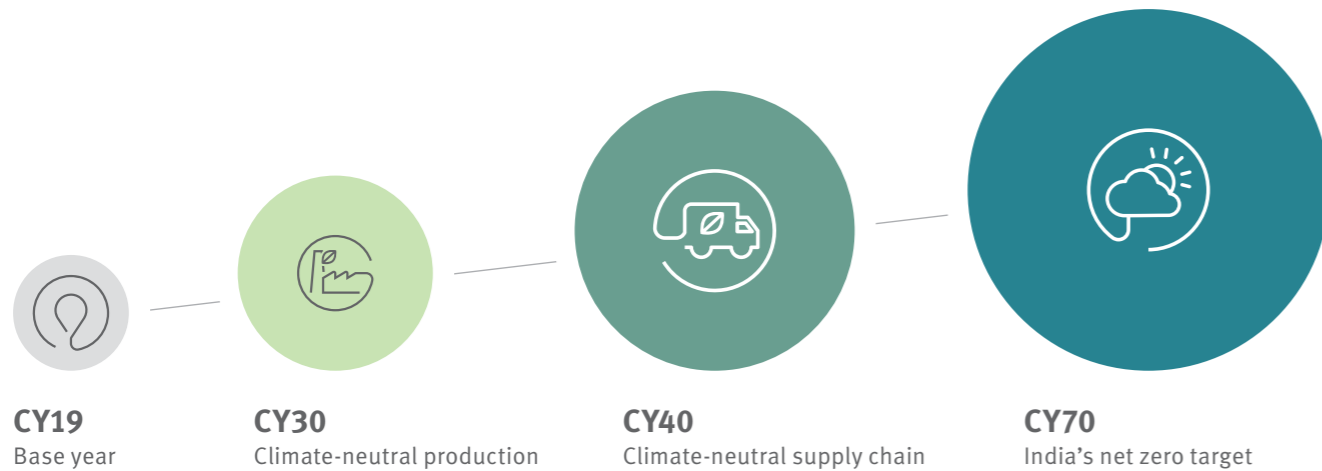 CY19
Base year
CY30
Climate-neutral production
CY40
Climate-neutral supply chain
CY70
India's net zero target